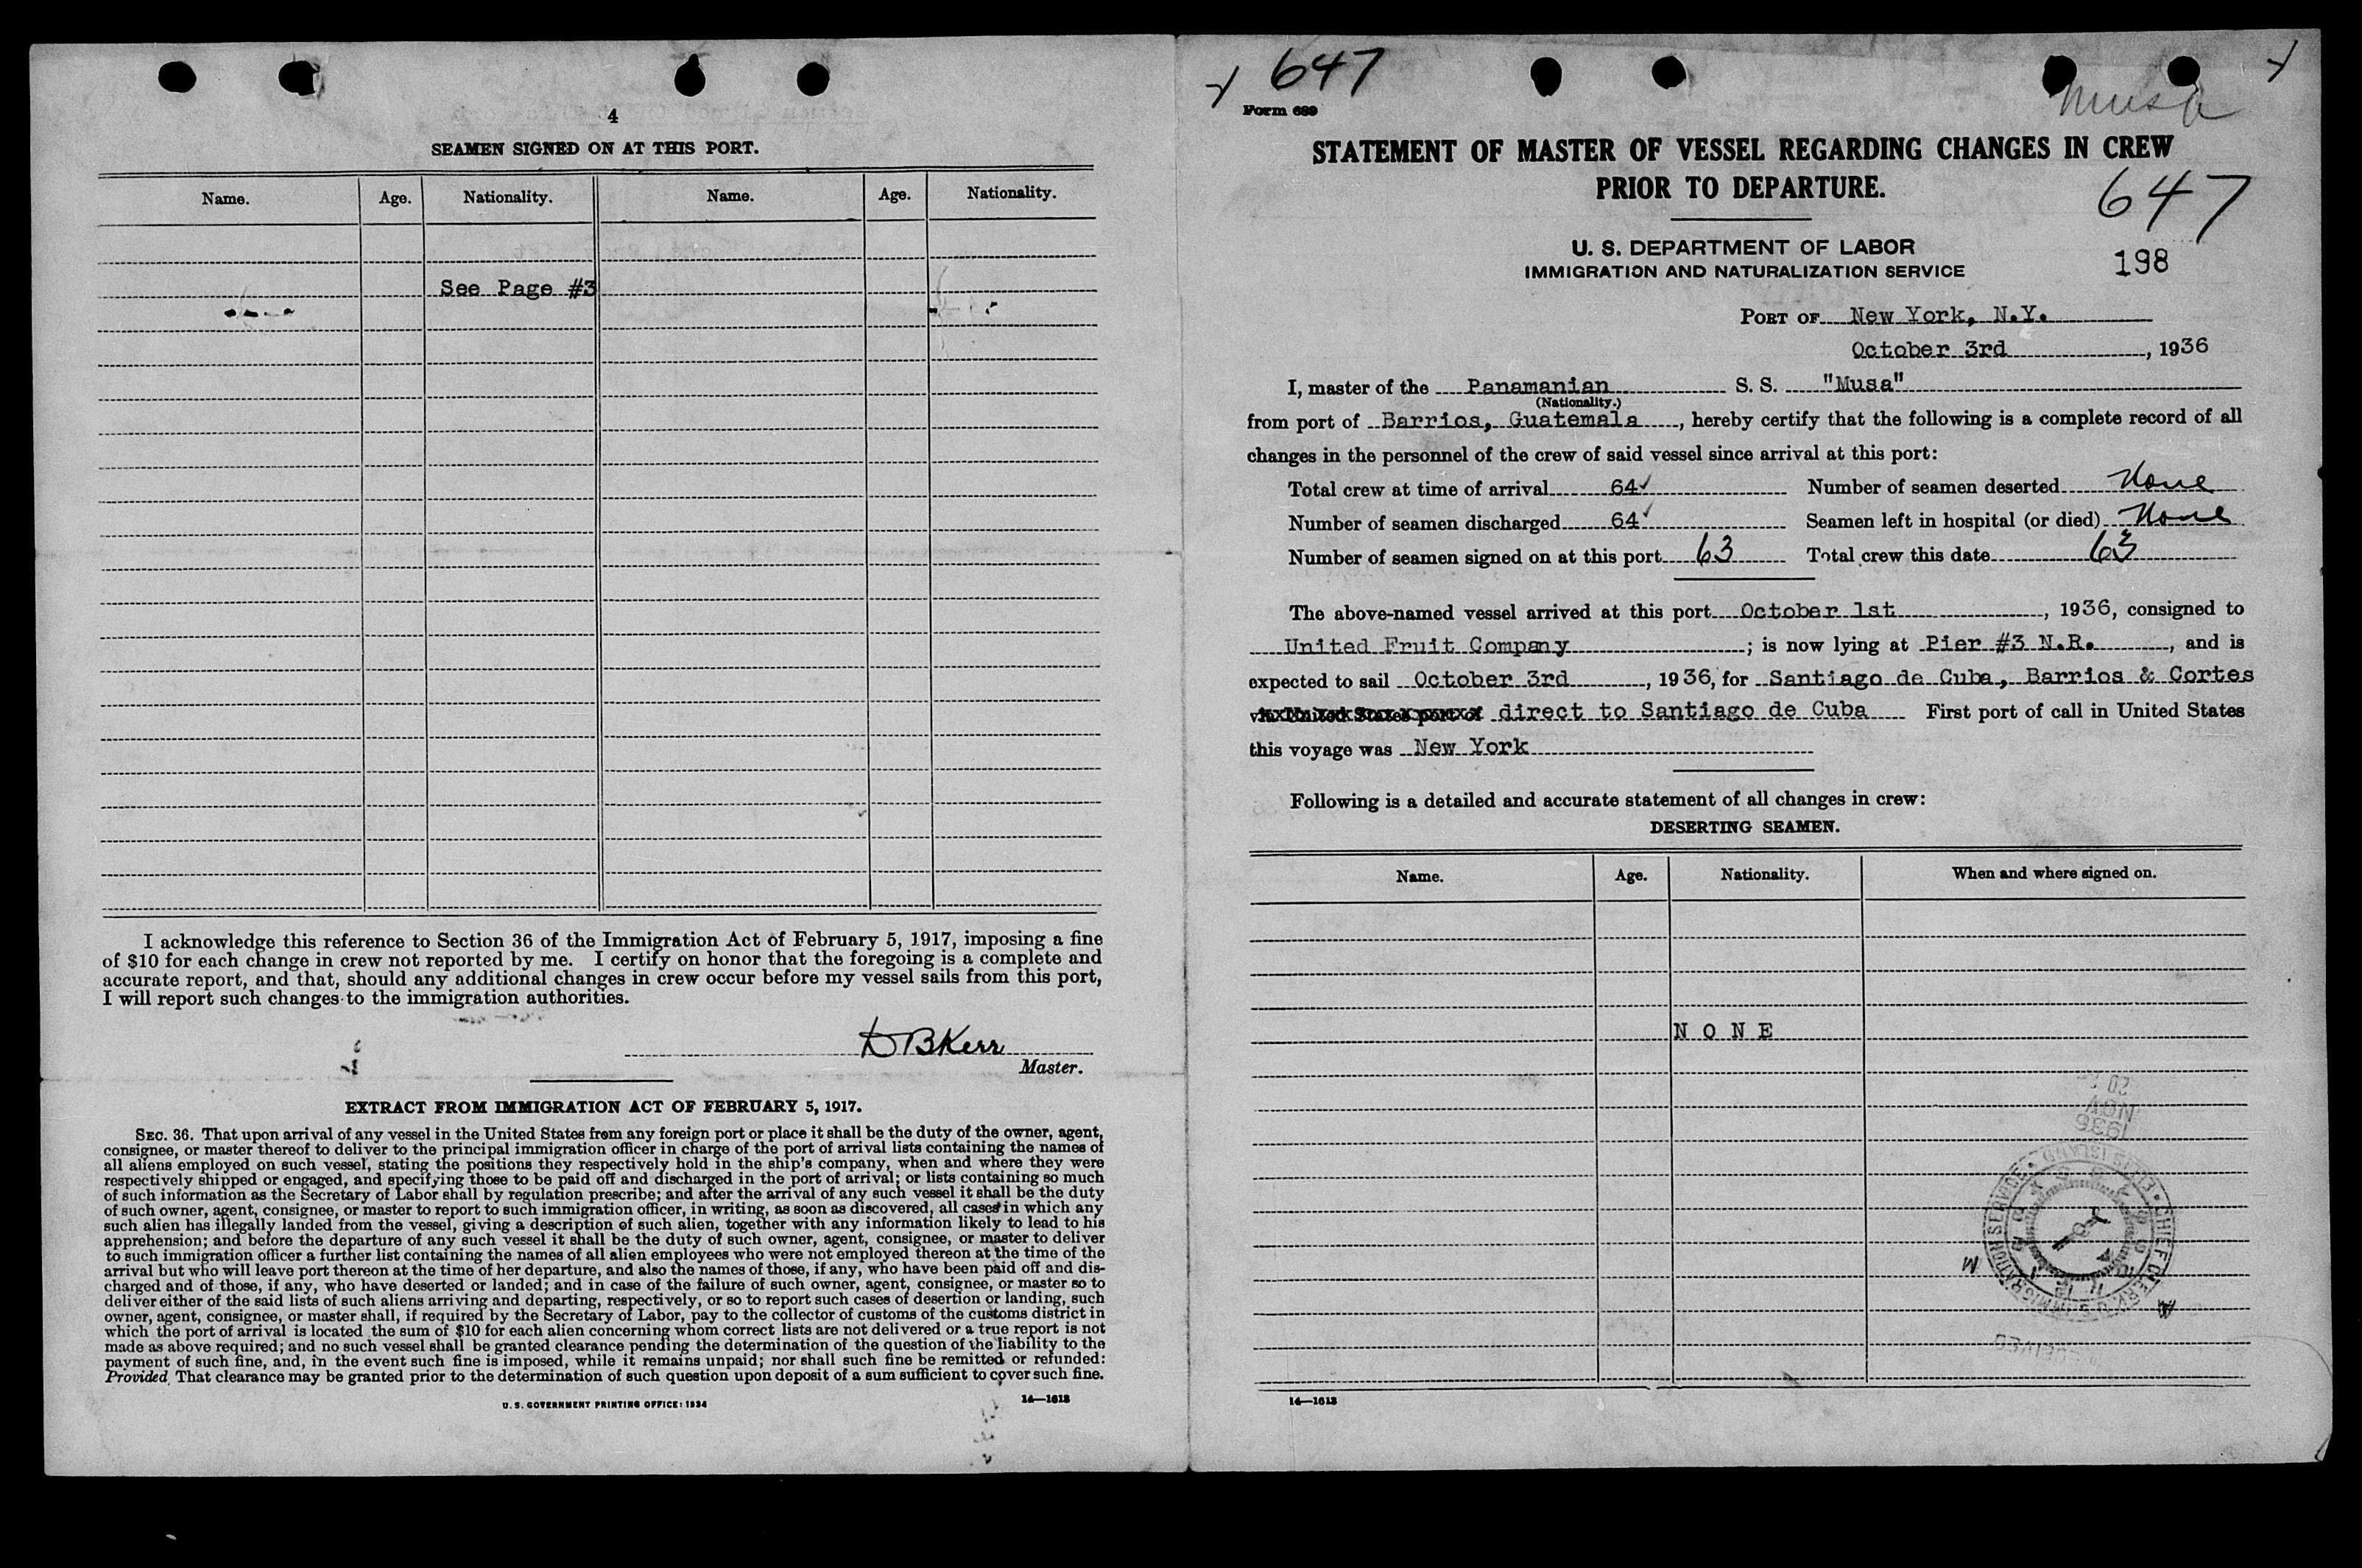 4
SEAMEN SIGNED ON AT THIS PORT.
Name. Age. Nationality. Name. Age. Nationality.
See Page #3
I acknowledge this reference to Section 36 of the Immigration Act of February 5, 1917, imposing a fine
of $10 for each change in crew not reported by me. I certify on honor that the foregoing is a complete and
accurate report, and that, should any additional changes in crew occur before my vessel sails from this port,
I will report such changes to the immigration authorities.
D B Kerr
Master.
EXTRACT FROM IMMIGRATION ACT OF FEBRUARY 5, 1917.
SEC. 36. That upon arrival of any vessel in the United States from any foreign port or place it shall be the duty of the owner, agent,
consignee, or master thereof to deliver to the principal immigration officer in charge of the port of arrival lists containing the names of
all aliens employed on such vessel, stating the positions they respectively hold in the ship's company, when and where they were
respectively shipped or engaged, and specifying those to be paid off and discharged in the port of arrival; or lists containing so much
of such information as the Secretary of Labor shall by regulation prescribe; and after the arrival of any such vessel it shall be the duty
of such owner, agent, consignee, or master to report to such immigration officer, in writing, as soon as discovered, all cases in which any
such alien has illegally landed from the vessel, giving a description of such alien, together with any information likely to lead to his
apprehension; and before the departure of any such vessel it shall be the duty of such owner, agent, consignee, or master to deliver
to such immigration officer a further list containing the names of all alien employees who were not employed thereon at the time of the
arrival but who will leave port thereon at the time of her departure, and also the names of those, if any, who have been paid off and dis-
charged and of those, if any, who have deserted or landed; and in case of the failure of such owner, agent, consignee, or master so to
deliver either of the said lists of such aliens arriving and departing, respectively, or so to report such cases of desertion or landing, such
owner, agent, consignee, or master shall, if required by the Secretary of Labor, pay to the collector of customs of the customs district in
which the port of arrival is located the sum of $10 for each alien concerning whom correct lists are not delivered or a true report is not
made as above required; and no such vessel shall be granted clearance pending the determination of the question of the liability to the
payment of such fine, and, in the event such fine is imposed, while it remains unpaid; nor shall such fine be remitted or refunded:
Provided, That clearance may be granted prior to the determination of such question upon deposit of a sum sufficient to cover such fine.
U. S. GOVERNMENT PRINTING OFFICE: 1934 14—1613
647
Form 689
Musa
STATEMENT OF MASTER OF VESSEL REGARDING CHANGES IN CREW
PRIOR TO DEPARTURE.
647
U. S. DEPARTMENT OF LABOR
IMMIGRATION AND NATURALIZATION SERVICE
198
PORT OF New York, N.Y.
October 3rd, 1936
I, master of the Panamanian S. S. "Musa"
(Nationality.)
from port of Barrios, Guatemala, hereby certify that the following is a complete record of all
changes in the personnel of the crew of said vessel since arrival at this port:
Total crew at time of arrival 64✓ Number of seamen deserted None
Number of seamen discharged 64✓ Seamen left in hospital (or died) None
Number of seamen signed on at this port 63 Total crew this date 63
The above-named vessel arrived at this port October 1st, 1936, consigned to
United Fruit Company; is now lying at Pier #3 N.R., and is
expected to sail October 3rd, 1936, for Santiago de Cuba, Barrios & Cortes
via United States port of direct to Santiago de Cuba First port of call in United States
this voyage was New York
Following is a detailed and accurate statement of all changes in crew:
DESERTING SEAMEN.
Name. Age. Nationality. When and where signed on.
N O N E
1936
NOV
20
ELLIS ISLAND • CHIEF CLERK, U.S. IMMIGRATION SERVICE •
RECEIVED
14—1613